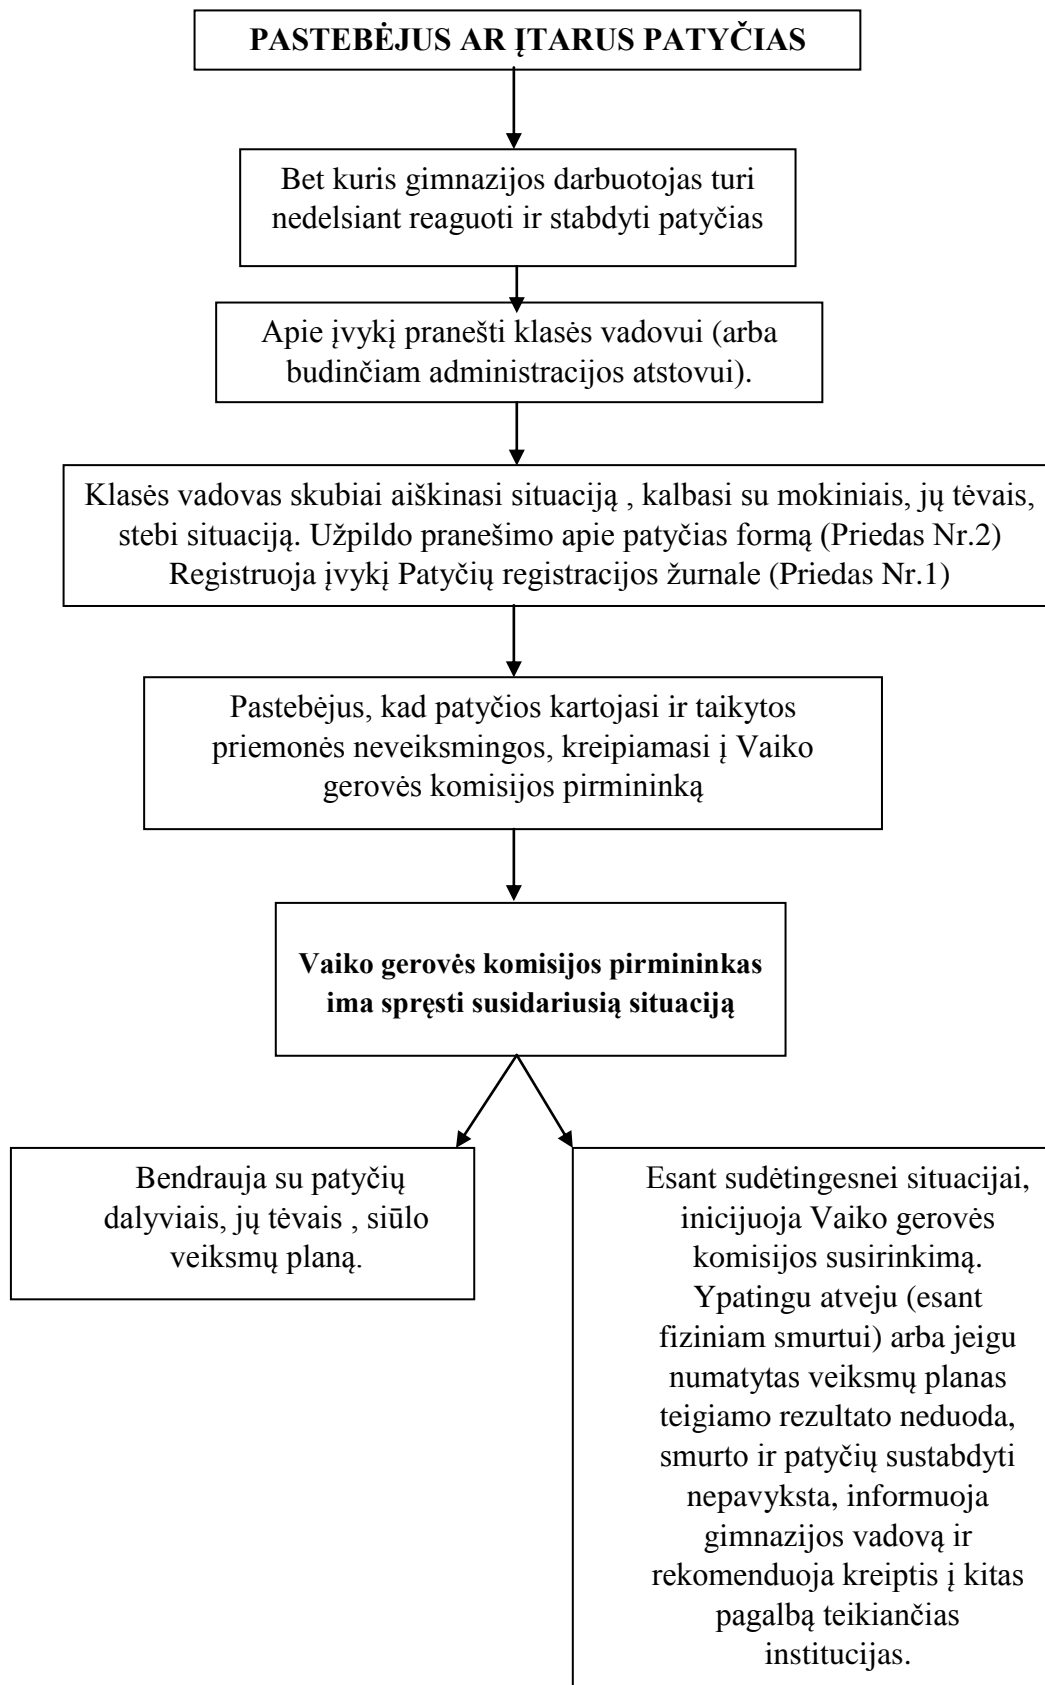 PASTEBĖJUS AR ĮTARUS PATYČIAS
Bet kuris gimnazijos darbuotojas turi
nedelsiant reaguoti ir stabdyti patyčias
Apie įvykį pranešti klasės vadovui (arba
budinčiam administracijos atstovui).
Klasės vadovas skubiai aiškinasi situaciją , kalbasi su mokiniais, jų tėvais,
stebi situaciją. Užpildo pranešimo apie patyčias formą (Priedas Nr.2)
Registruoja įvykį Patyčių registracijos žurnale (Priedas Nr.1)
Pastebėjus, kad patyčios kartojasi ir taikytos
priemonės neveiksmingos, kreipiamasi į Vaiko
gerovės komisijos pirmininką
Vaiko gerovės komisijos pirmininkas
ima spręsti susidariusią situaciją
Bendrauja su patyčių
dalyviais, jų tėvais , siūlo
veiksmų planą.
Esant sudėtingesnei situacijai,
inicijuoja Vaiko gerovės
komisijos susirinkimą.
Ypatingu atveju (esant
fiziniam smurtui) arba jeigu
numatytas veiksmų planas
teigiamo rezultato neduoda,
smurto ir patyčių sustabdyti
nepavyksta, informuoja
gimnazijos vadovą ir
rekomenduoja kreiptis į kitas
pagalbą teikiančias
institucijas.